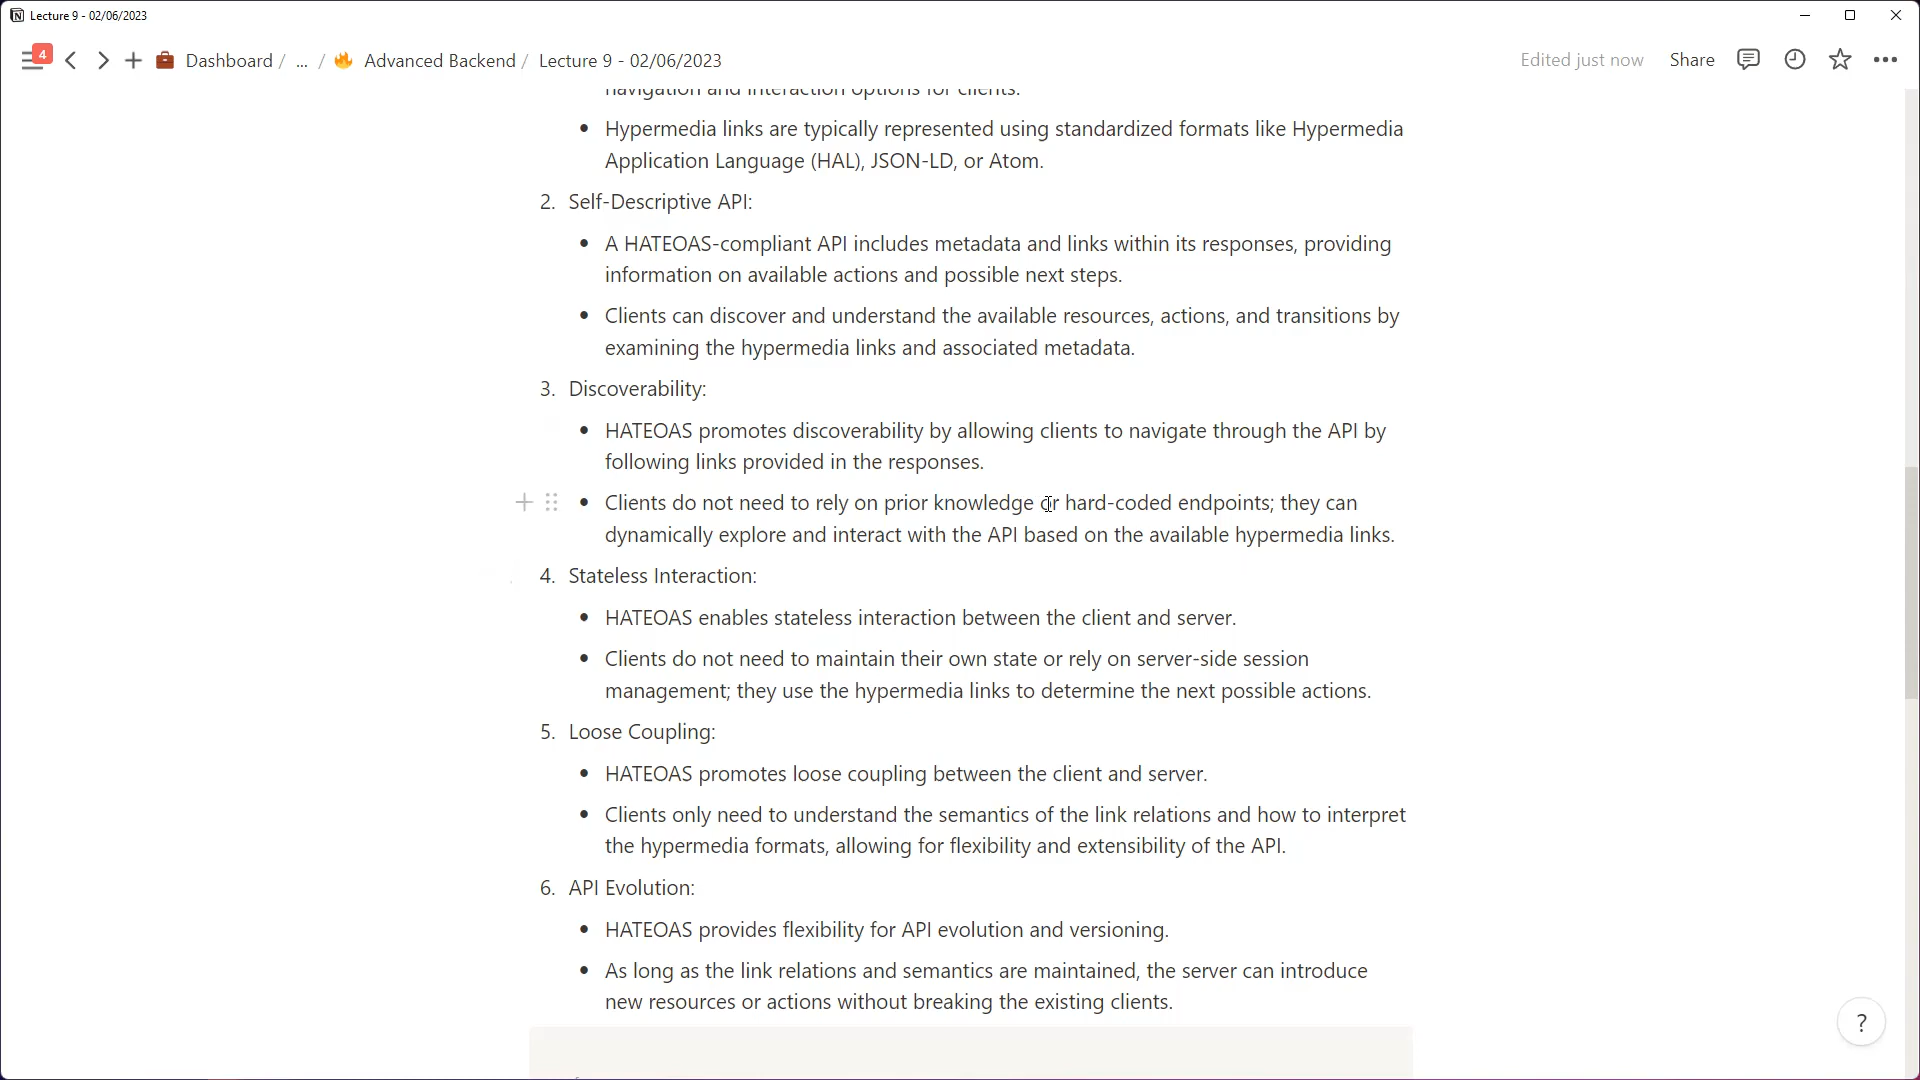 Lecture 9 - 02/06/2023
4
Dashboard / ... / Advanced Backend / Lecture 9 - 02/06/2023
Edited just now
Share
navigation and interaction options for clients.
• Hypermedia links are typically represented using standardized formats like Hypermedia
Application Language (HAL), JSON-LD, or Atom.
2. Self-Descriptive API:
• A HATEOAS-compliant API includes metadata and links within its responses, providing
information on available actions and possible next steps.
• Clients can discover and understand the available resources, actions, and transitions by
examining the hypermedia links and associated metadata.
3. Discoverability:
• HATEOAS promotes discoverability by allowing clients to navigate through the API by
following links provided in the responses.
• Clients do not need to rely on prior knowledge or hard-coded endpoints; they can
dynamically explore and interact with the API based on the available hypermedia links.
4. Stateless Interaction:
• HATEOAS enables stateless interaction between the client and server.
• Clients do not need to maintain their own state or rely on server-side session
management; they use the hypermedia links to determine the next possible actions.
5. Loose Coupling:
• HATEOAS promotes loose coupling between the client and server.
• Clients only need to understand the semantics of the link relations and how to interpret
the hypermedia formats, allowing for flexibility and extensibility of the API.
6. API Evolution:
• HATEOAS provides flexibility for API evolution and versioning.
• As long as the link relations and semantics are maintained, the server can introduce
new resources or actions without breaking the existing clients.
?